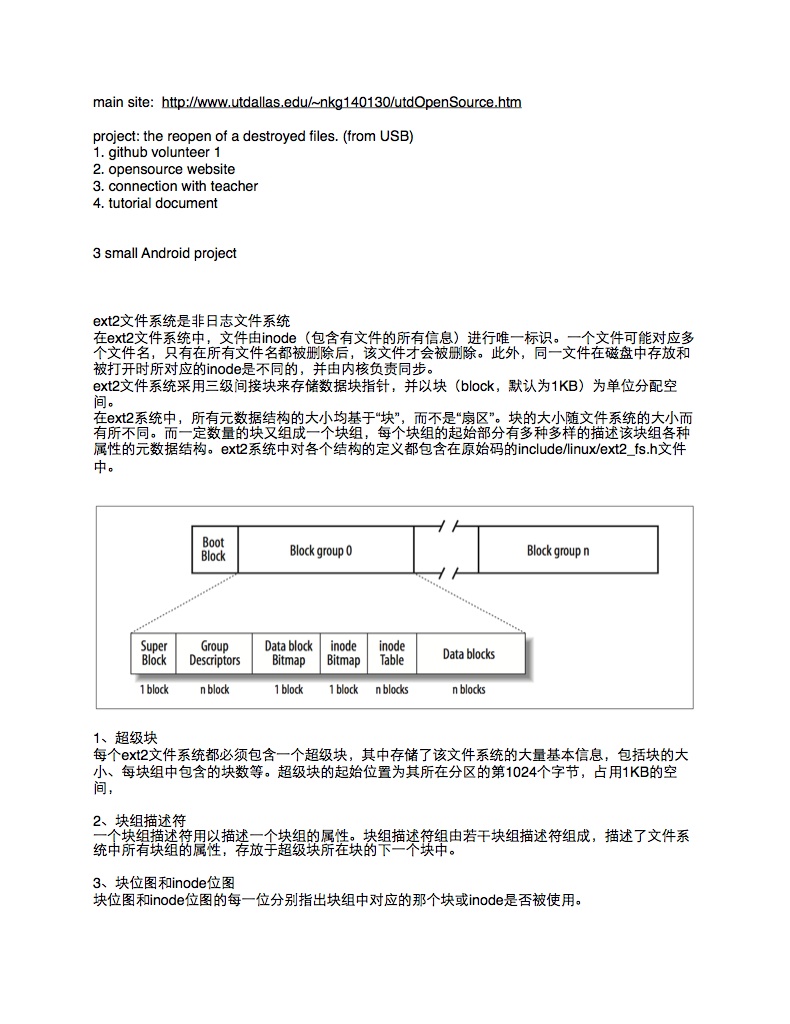 main site:  http://www.utdallas.edu/~nkg140130/utdOpenSource.htm
project: the reopen of a destroyed files. (from USB)
1. github volunteer 1
2. opensource website
3. connection with teacher
4. tutorial document
3 small Android project
ext2文件系统是非日志文件系统
在ext2文件系统中，文件由inode（包含有文件的所有信息）进行唯一标识。一个文件可能对应多
个文件名，只有在所有文件名都被删除后，该文件才会被删除。此外，同一文件在磁盘中存放和
被打开时所对应的inode是不同的，并由内核负责同步。
ext2文件系统采用三级间接块来存储数据块指针，并以块（block，默认为1KB）为单位分配空
间。
在ext2系统中，所有元数据结构的大小均基于“块”，而不是“扇区”。块的大小随文件系统的大小而
有所不同。而一定数量的块又组成一个块组，每个块组的起始部分有多种多样的描述该块组各种
属性的元数据结构。ext2系统中对各个结构的定义都包含在原始码的include/linux/ext2_fs.h文件
中。
Boot
Block
Block group 0
Block group n
Super
Block
Group
Descriptors
Data block
Bitmap
inode
Bitmap
inode
Table
Data blocks
1 block
n block
1 block
1 block
n blocks
n blocks
1、超级块
每个ext2文件系统都必须包含一个超级块，其中存储了该文件系统的大量基本信息，包括块的大
小、每块组中包含的块数等。超级块的起始位置为其所在分区的第1024个字节，占用1KB的空
间，
2、块组描述符
一个块组描述符用以描述一个块组的属性。块组描述符组由若干块组描述符组成，描述了文件系
统中所有块组的属性，存放于超级块所在块的下一个块中。
3、块位图和inode位图
块位图和inode位图的每一位分别指出块组中对应的那个块或inode是否被使用。